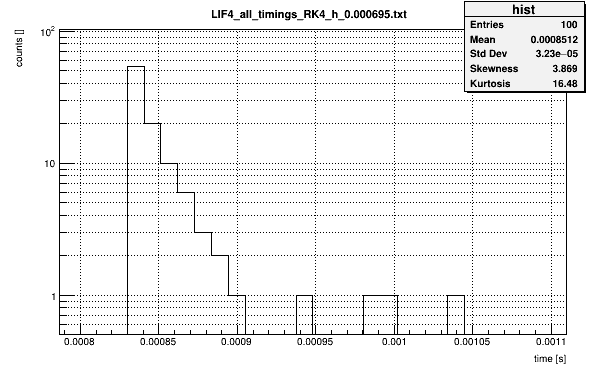 LIF4_all_timings_RK4_h_0.000695.txt
hist
Entries 100
Mean 0.0008512
Std Dev 3.23e−05
Skewness 3.869
Kurtosis 16.48
counts []
10²
10
1
0.0008 0.00085 0.0009 0.00095 0.001 0.00105 0.0011
time [s]